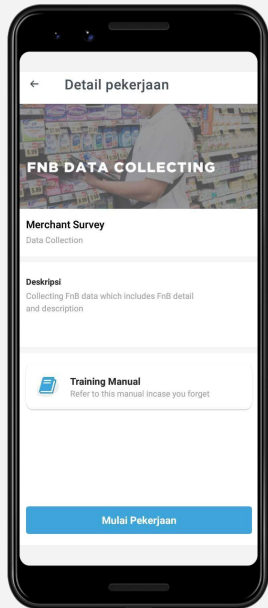 Detail pekerjaan
FNB DATA COLLECTING
Merchant Survey
Data Collection
Deskripsi
Collecting FnB data which includes FnB detail
and description
Training Manual
Refer to this manual incase you forget
Mulai Pekerjaan